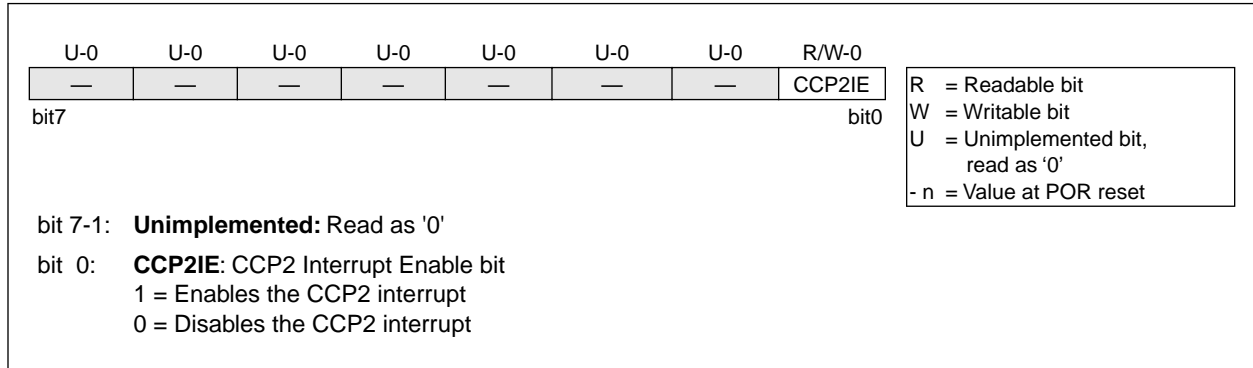 U-0 U-0 U-0 U-0 U-0 U-0 U-0 R/W-0
— — — — — — — CCP2IE
bit7 bit0
R = Readable bit
W = Writable bit
U = Unimplemented bit,
read as ‘0’
- n = Value at POR reset
bit 7-1: Unimplemented: Read as '0'
bit 0: CCP2IE: CCP2 Interrupt Enable bit
1 = Enables the CCP2 interrupt
0 = Disables the CCP2 interrupt